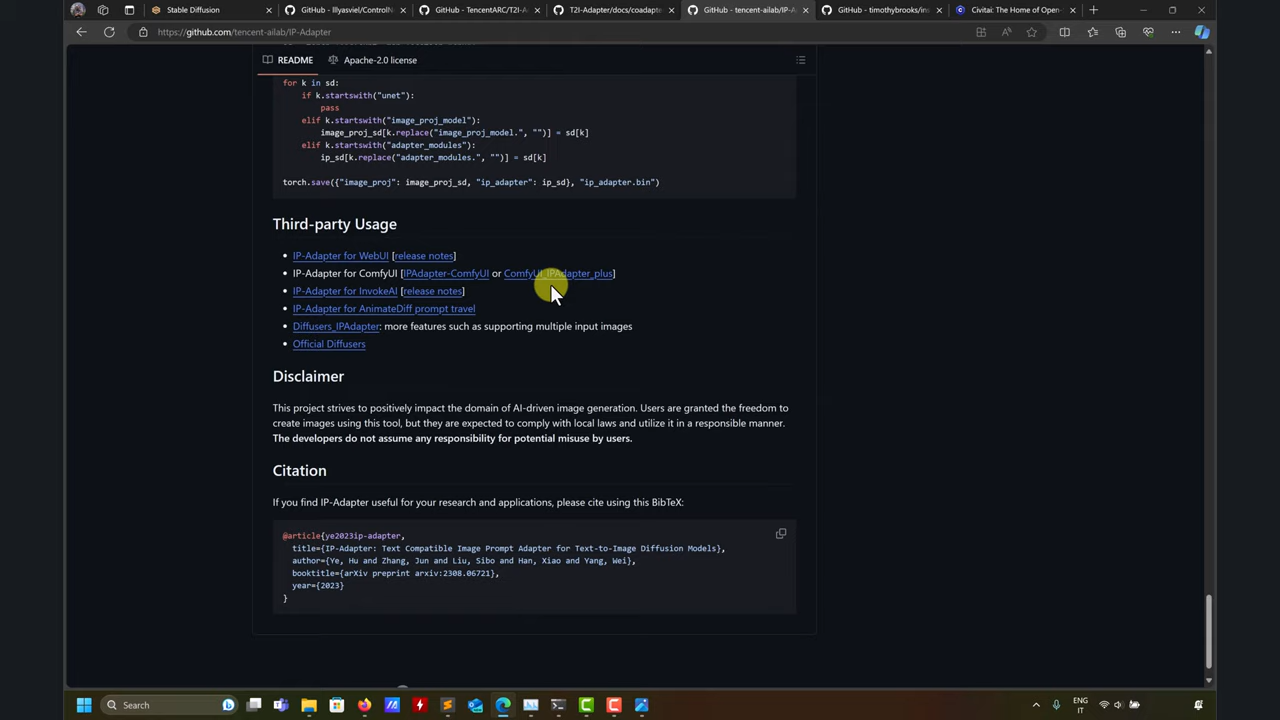 Stable Diffusion
GitHub - lllyasviel/ControlN
GitHub - TencentARC/T2I-Ad
T2I-Adapter/docs/coadapter
GitHub - tencent-ailab/IP-A
GitHub - timothybrooks/ins
Civitai: The Home of Open-
https://github.com/tencent-ailab/IP-Adapter
README
Apache-2.0 license
for k in sd:
if k.startswith("unet"):
pass
elif k.startswith("image_proj_model"):
image_proj_sd[k.replace("image_proj_model.", "")] = sd[k]
elif k.startswith("adapter_modules"):
ip_sd[k.replace("adapter_modules.", "")] = sd[k]
torch.save({"image_proj": image_proj_sd, "ip_adapter": ip_sd}, "ip_adapter.bin")
Third-party Usage
IP-Adapter for WebUI [release notes]
IP-Adapter for ComfyUI [IPAdapter-ComfyUI or ComfyUI_IPAdapter_plus]
IP-Adapter for InvokeAI [release notes]
IP-Adapter for AnimateDiff prompt travel
Diffusers_IPAdapter: more features such as supporting multiple input images
Official Diffusers
Disclaimer
This project strives to positively impact the domain of AI-driven image generation. Users are granted the freedom to
create images using this tool, but they are expected to comply with local laws and utilize it in a responsible manner.
The developers do not assume any responsibility for potential misuse by users.
Citation
If you find IP-Adapter useful for your research and applications, please cite using this BibTeX:
@article{ye2023ip-adapter,
title={IP-Adapter: Text Compatible Image Prompt Adapter for Text-to-Image Diffusion Models},
author={Ye, Hu and Zhang, Jun and Liu, Sibo and Han, Xiao and Yang, Wei},
booktitle={arXiv preprint arxiv:2308.06721},
year={2023}
}
Search
ENG
IT